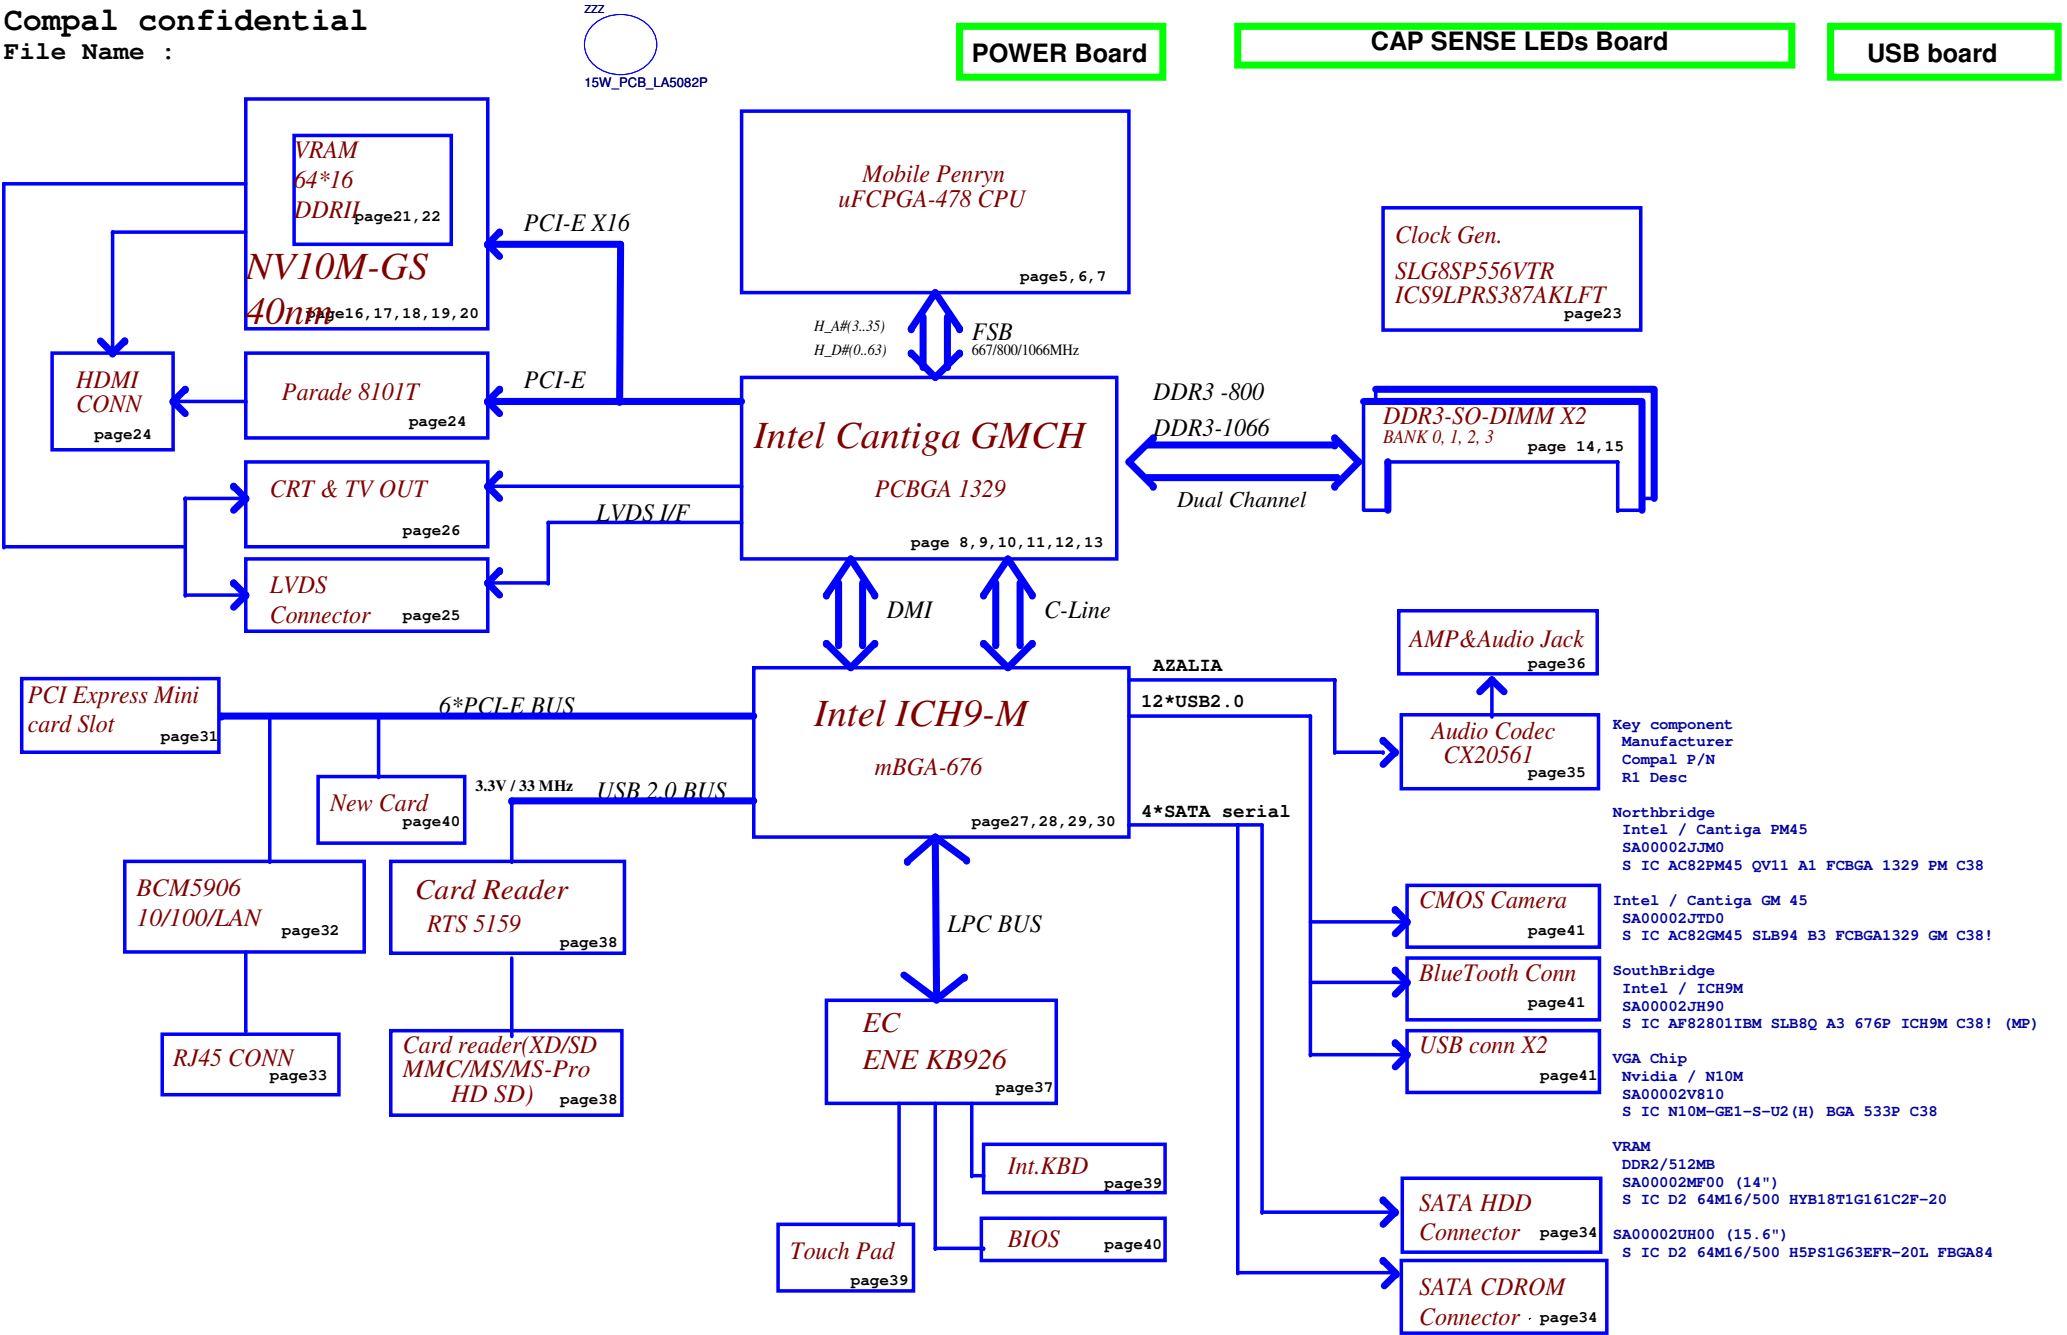 Compal confidential
File Name :
ZZZ
15W_PCB_LA5082P
POWER Board
CAP SENSE LEDs Board
USB board
VRAM
64*16
DDRII
page21,22
NV10M-GS
40nm
page16,17,18,19,20
PCI-E X16
Mobile Penryn
uFCPGA-478 CPU
page5,6,7
Clock Gen.
SLG8SP556VTR
ICS9LPRS387AKLFT
page23
H_A#(3..35)
H_D#(0..63)
FSB
667/800/1066MHz
HDMI
CONN
page24
Parade 8101T
page24
PCI-E
Intel Cantiga GMCH
PCBGA 1329
page 8,9,10,11,12,13
DDR3 -800
DDR3-1066
Dual Channel
DDR3-SO-DIMM X2
BANK 0, 1, 2, 3
page 14,15
CRT & TV OUT
page26
LVDS I/F
LVDS
Connector
page25
DMI
C-Line
PCI Express Mini
card Slot
page31
6*PCI-E BUS
New Card
page40
3.3V / 33 MHz
USB 2.0 BUS
Intel ICH9-M
mBGA-676
page27,28,29,30
AZALIA
12*USB2.0
4*SATA serial
AMP&Audio Jack
page36
Audio Codec
CX20561
page35
BCM5906
10/100/LAN
page32
Card Reader
RTS 5159
page38
LPC BUS
RJ45 CONN
page33
Card reader(XD/SD
MMC/MS/MS-Pro
HD SD)
page38
EC
ENE KB926
page37
Int.KBD
page39
BIOS
page40
Touch Pad
page39
CMOS Camera
page41
BlueTooth Conn
page41
USB conn X2
page41
SATA HDD
Connector
page34
SATA CDROM
Connector .
page34
Key component
Manufacturer
Compal P/N
R1 Desc
Northbridge
Intel / Cantiga PM45
SA00002JJM0
S IC AC82PM45 QV11 A1 FCBGA 1329 PM C38
Intel / Cantiga GM 45
SA00002JTD0
S IC AC82GM45 SLB94 B3 FCBGA1329 GM C38!
SouthBridge
Intel / ICH9M
SA00002JH90
S IC AF82801IBM SLB8Q A3 676P ICH9M C38! (MP)
VGA Chip
Nvidia / N10M
SA00002V810
S IC N10M-GE1-S-U2(H) BGA 533P C38
VRAM
DDR2/512MB
SA00002MF00 (14")
S IC D2 64M16/500 HYB18T1G161C2F-20
SA00002UH00 (15.6")
S IC D2 64M16/500 H5PS1G63EFR-20L FBGA84